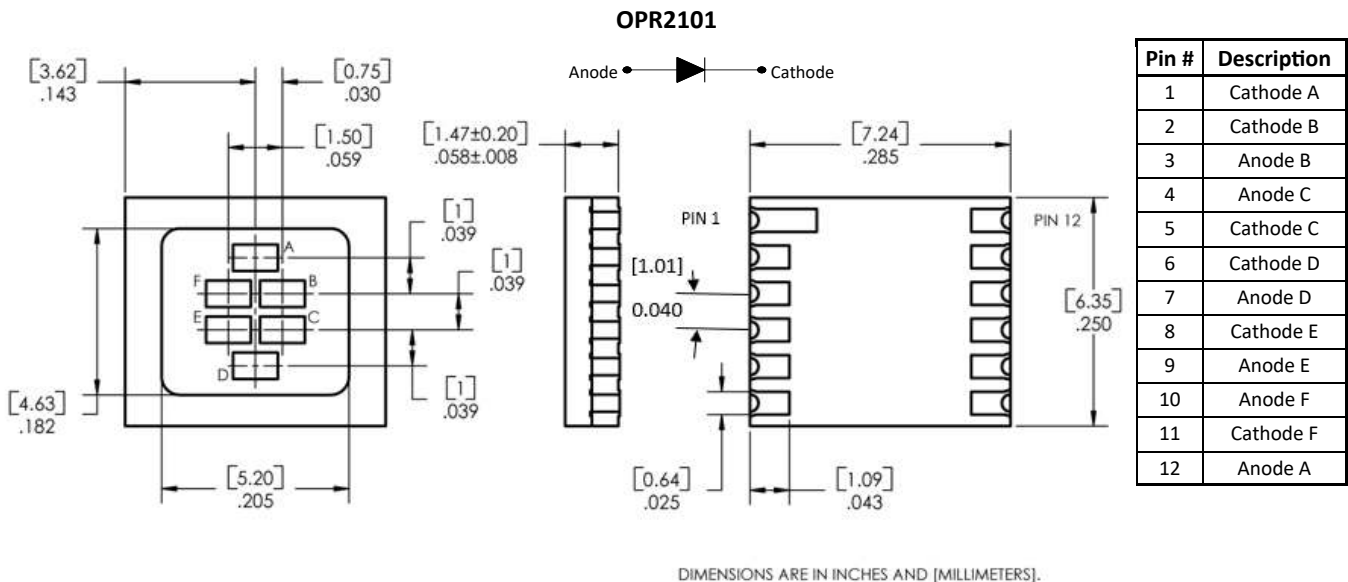 OPR2101
Anode
Cathode
[3.62]
.143
[0.75]
.030
[1.50]
.059
[1]
.039
[1]
.039
[1]
.039
A
F
B
E
C
D
[4.63]
.182
[5.20]
.205
[1.47±0.20]
.058±.008
[7.24]
.285
PIN 1
PIN 12
[1.01]
0.040
[6.35]
.250
[0.64]
.025
[1.09]
.043
Pin # Description
1 Cathode A
2 Cathode B
3 Anode B
4 Anode C
5 Cathode C
6 Cathode D
7 Anode D
8 Cathode E
9 Anode E
10 Anode F
11 Cathode F
12 Anode A
DIMENSIONS ARE IN INCHES AND [MILLIMETERS].